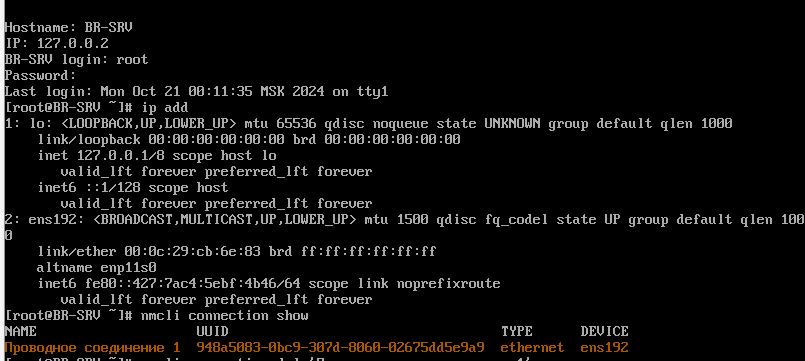 Hostname: BR-SRV
IP: 127.0.0.2
BR-SRV login: root
Password:
Last login: Mon Oct 21 00:11:35 MSK 2024 on tty1
[root@BR-SRV ~]# ip add
1: lo: <LOOPBACK,UP,LOWER_UP> mtu 65536 qdisc noqueue state UNKNOWN group default qlen 1000
link/loopback 00:00:00:00:00:00 brd 00:00:00:00:00:00
inet 127.0.0.1/8 scope host lo
valid_lft forever preferred_lft forever
inet6 ::1/128 scope host
valid_lft forever preferred_lft forever
2: ens192: <BROADCAST,MULTICAST,UP,LOWER_UP> mtu 1500 qdisc fq_codel state UP group default qlen 100
0
link/ether 00:0c:29:cb:6e:83 brd ff:ff:ff:ff:ff:ff
altname enp11s0
inet6 fe80::427:7ac4:5ebf:4b46/64 scope link noprefixroute
valid_lft forever preferred_lft forever
[root@BR-SRV ~]# nmcli connection show
NAME UUID TYPE DEVICE
Проводное соединение 1 948a5083-0bc9-307d-8060-02675dd5e9a9 ethernet ens192